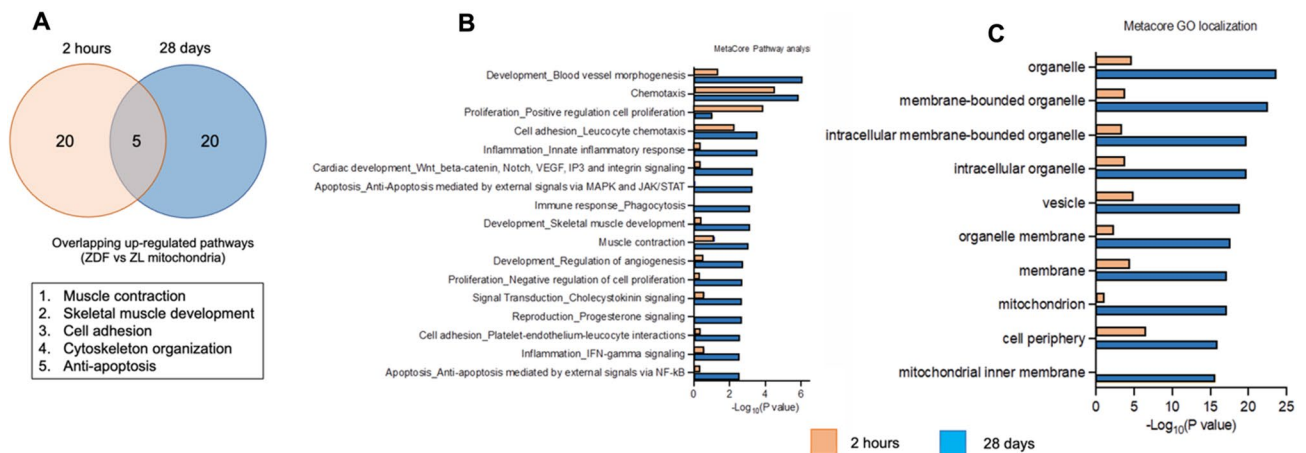 A
2 hours 28 days
20 5 20
Overlapping up-regulated pathways
(ZDF vs ZL mitochondria)
1. Muscle contraction
2. Skeletal muscle development
3. Cell adhesion
4. Cytoskeleton organization
5. Anti-apoptosis
B
MetaCore Pathway analys
Development_Blood vessel morphogenesis
Chemotaxis
Proliferation_Positive regulation cell proliferation
Cell adhesion_Leucocyte chemotaxis
Inflammation_Innate inflammatory response
Cardiac development_Wnt_beta-catenin, Notch, VEGF, IP3 and integrin signaling
Apoptosis_Anti-Apoptosis mediated by external signals via MAPK and JAK/STAT
Immune response_Phagocytosis
Development_Skeletal muscle development
Muscle contraction
Development_Regulation of angiogenesis
Proliferation_Negative regulation of cell proliferation
Signal Transduction_Cholecystokinin signaling
Reproduction_Progesterone signaling
Cell adhesion_Platelet-endothelium-leucocyte interactions
Inflammation_IFN-gamma signaling
Apoptosis_Anti-apoptosis mediated by external signals via NF-kB
0 2 4 6
-Log10(P value)
C
Metacore GO localization
organelle
membrane-bounded organelle
intracellular membrane-bounded organelle
intracellular organelle
vesicle
organelle membrane
membrane
mitochondrion
cell periphery
mitochondrial inner membrane
0 5 10 15 20 25
-Log10(P value)
2 hours 28 days